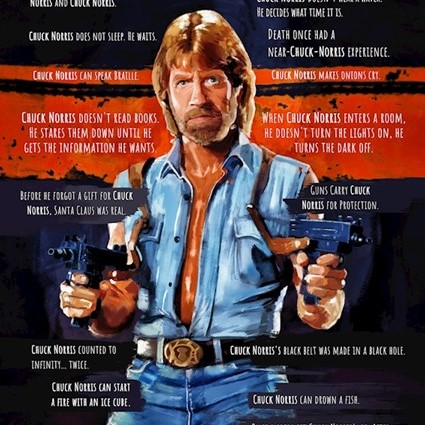 NORRIS AND CHUCK NORRIS.
HE DECIDES WHAT TIME IT IS.
CHUCK NORRIS DOES NOT SLEEP. HE WAITS.
DEATH ONCE HAD A
NEAR-CHUCK-NORRIS EXPERIENCE.
CHUCK NORRIS CAN SPEAK BRAILLE.
CHUCK NORRIS MAKES ONIONS CRY.
CHUCK NORRIS DOESN'T READ BOOKS.
HE STARES THEM DOWN UNTIL HE
GETS THE INFORMATION HE WANTS.
WHEN CHUCK NORRIS ENTERS A ROOM,
HE DOESN'T TURN THE LIGHTS ON, HE
TURNS THE DARK OFF.
BEFORE HE FORGOT A GIFT FOR CHUCK
NORRIS, SANTA CLAUS WAS REAL.
GUNS CARRY CHUCK
NORRIS FOR PROTECTION.
CHUCK NORRIS COUNTED TO
INFINITY... TWICE.
CHUCK NORRIS'S BLACK BELT WAS MADE IN A BLACK HOLE.
CHUCK NORRIS CAN START
A FIRE WITH AN ICE CUBE.
CHUCK NORRIS CAN DROWN A FISH.